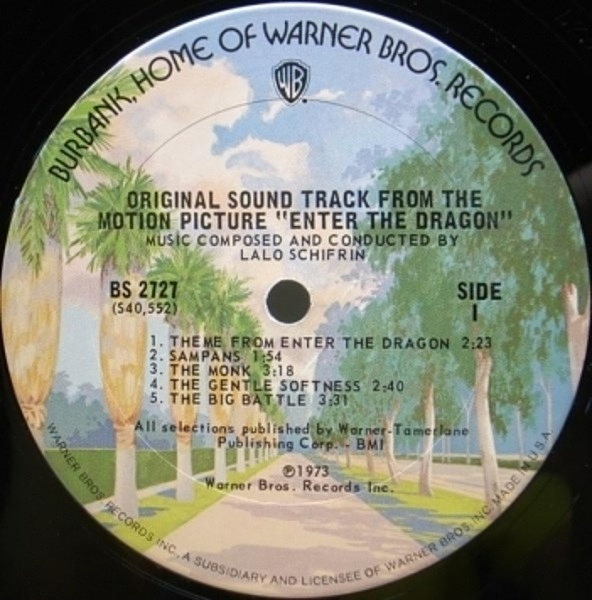 BURBANK, HOME OF WARNER BROS. RECORDS
WB
ORIGINAL SOUND TRACK FROM THE
MOTION PICTURE "ENTER THE DRAGON"
MUSIC COMPOSED AND CONDUCTED BY
LALO SCHIFRIN
BS 2727
(S40,552)
SIDE
1
1. THEME FROM ENTER THE DRAGON 2:23
2. SAMPANS 1:54
3. THE MONK 3:18
4. THE GENTLE SOFTNESS 2:40
5. THE BIG BATTLE 3:31
All selections published by Warner-Tamerlane
Publishing Corp. - BMI
℗1973
Warner Bros. Records Inc.
WARNER BROS. RECORDS INC., A SUBSIDIARY AND LICENSEE OF WARNER BROS. INC. MADE IN U.S.A.